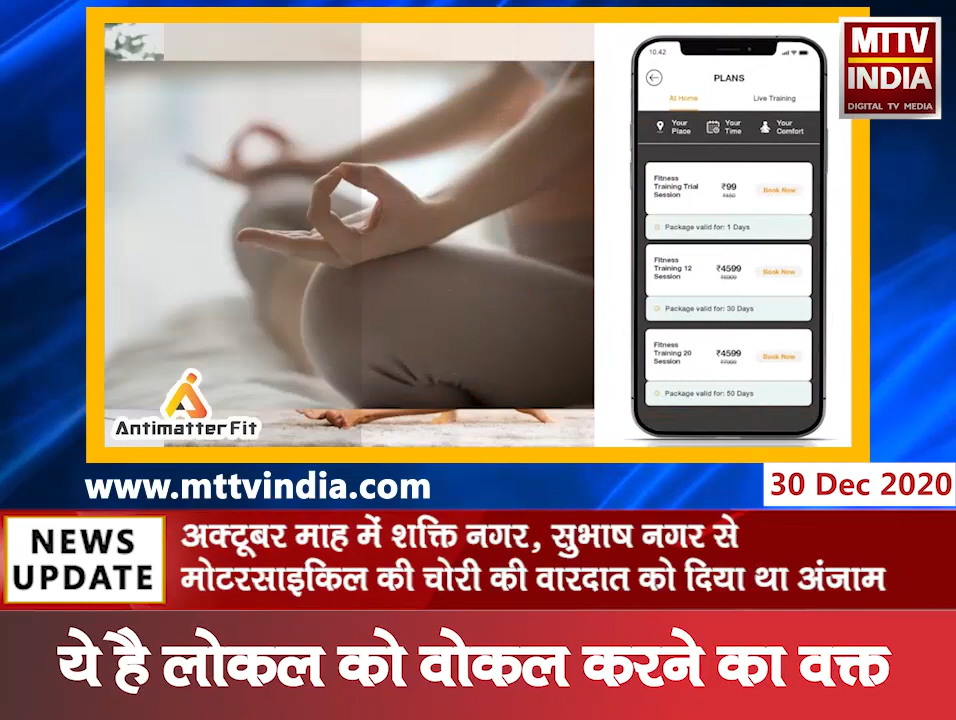 MTTV
INDIA
DIGITAL TV MEDIA
10.42
PLANS
At Home
Live Training
Your
Place
Your
Time
Your
Comfort
Fitness
Training Trial
Session
₹99
Book Now
Package valid for: 1 Days
Fitness
Training 12
Session
₹4599
Book Now
Package valid for: 30 Days
Fitness
Training 20
Session
₹4599
Book Now
Package valid for: 50 Days
Antimatter Fit
www.mttvindia.com
30 Dec 2020
NEWS
UPDATE
अक्टूबर माह में शक्ति नगर, सुभाष नगर से
मोटरसाइकिल की चोरी की वारदात को दिया था अंजाम
ये है लोकल को वोकल करने का वक्त